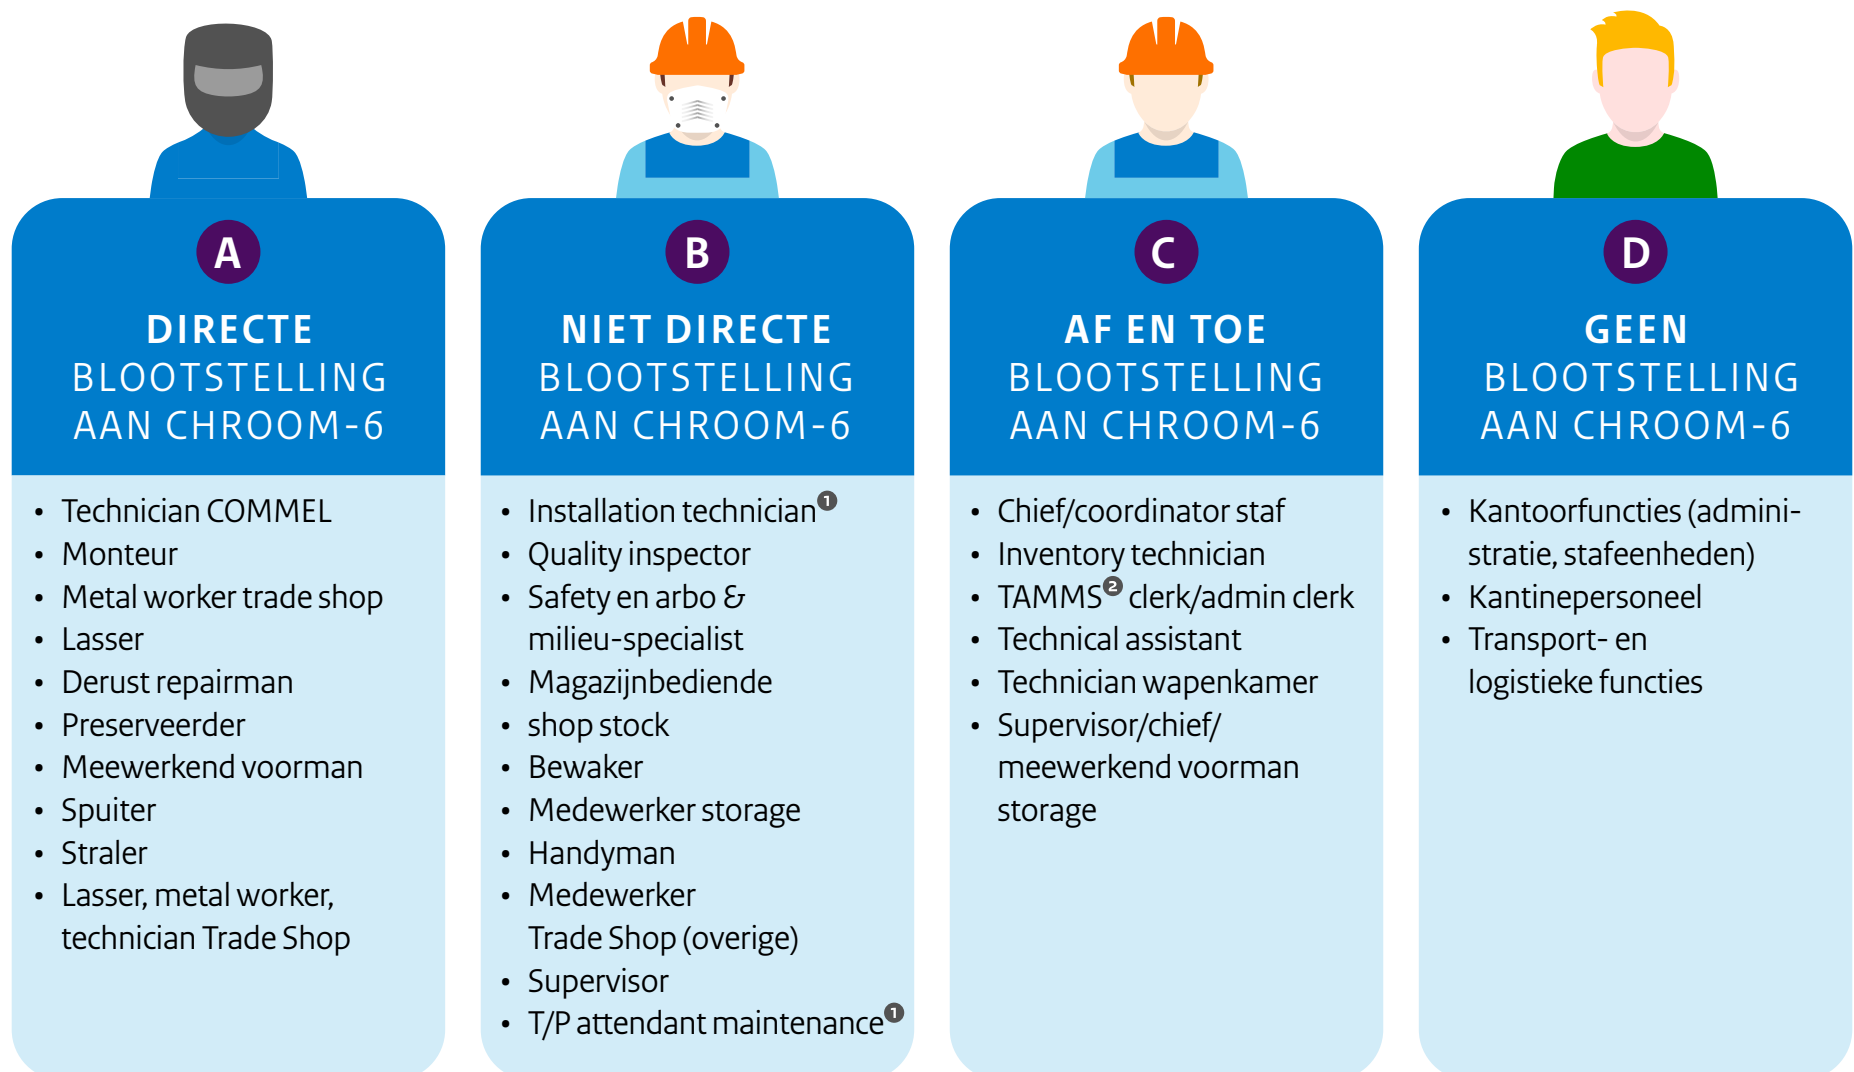 A
DIRECTE
BLOOTSTELLING
AAN CHROOM-6
• Technician COMMEL
• Monteur
• Metal worker trade shop
• Lasser
• Derust repairman
• Preserveerder
• Meewerkend voorman
• Spuiter
• Straler
• Lasser, metal worker,
technician Trade Shop
B
NIET DIRECTE
BLOOTSTELLING
AAN CHROOM-6
• Installation technician❶
• Quality inspector
• Safety en arbo &
milieu-specialist
• Magazijnbediende
• shop stock
• Bewaker
• Medewerker storage
• Handyman
• Medewerker
Trade Shop (overige)
• Supervisor
• T/P attendant maintenance❶
C
AF EN TOE
BLOOTSTELLING
AAN CHROOM-6
• Chief/coordinator staf
• Inventory technician
• TAMMS❷ clerk/admin clerk
• Technical assistant
• Technician wapenkamer
• Supervisor/chief/
meewerkend voorman
storage
D
GEEN
BLOOTSTELLING
AAN CHROOM-6
• Kantoorfuncties (admini-
stratie, stafeenheden)
• Kantinepersoneel
• Transport- en
logistieke functies